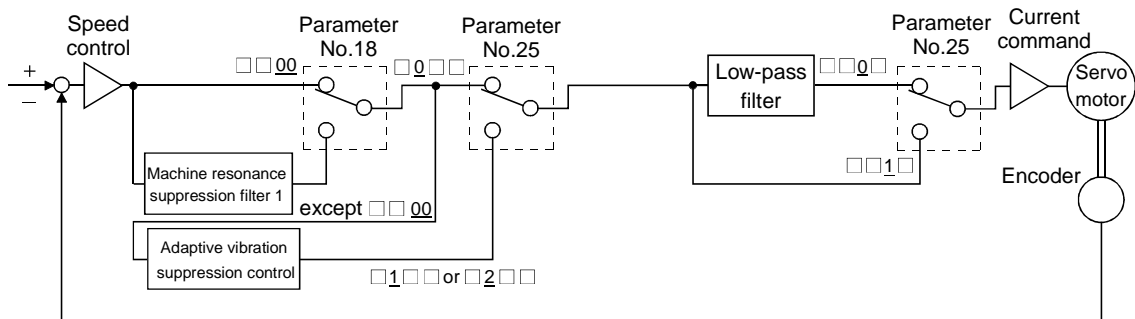 Speed
control
+
−
Parameter
No.18
□□00
□0□□
Parameter
No.25
Low-pass
filter
□□0□
Parameter
No.25
Current
command
Servo
motor
□□1□
Encoder
Machine resonance
suppression filter 1
except □□00
Adaptive vibration
suppression control
□1□□ or □2□□